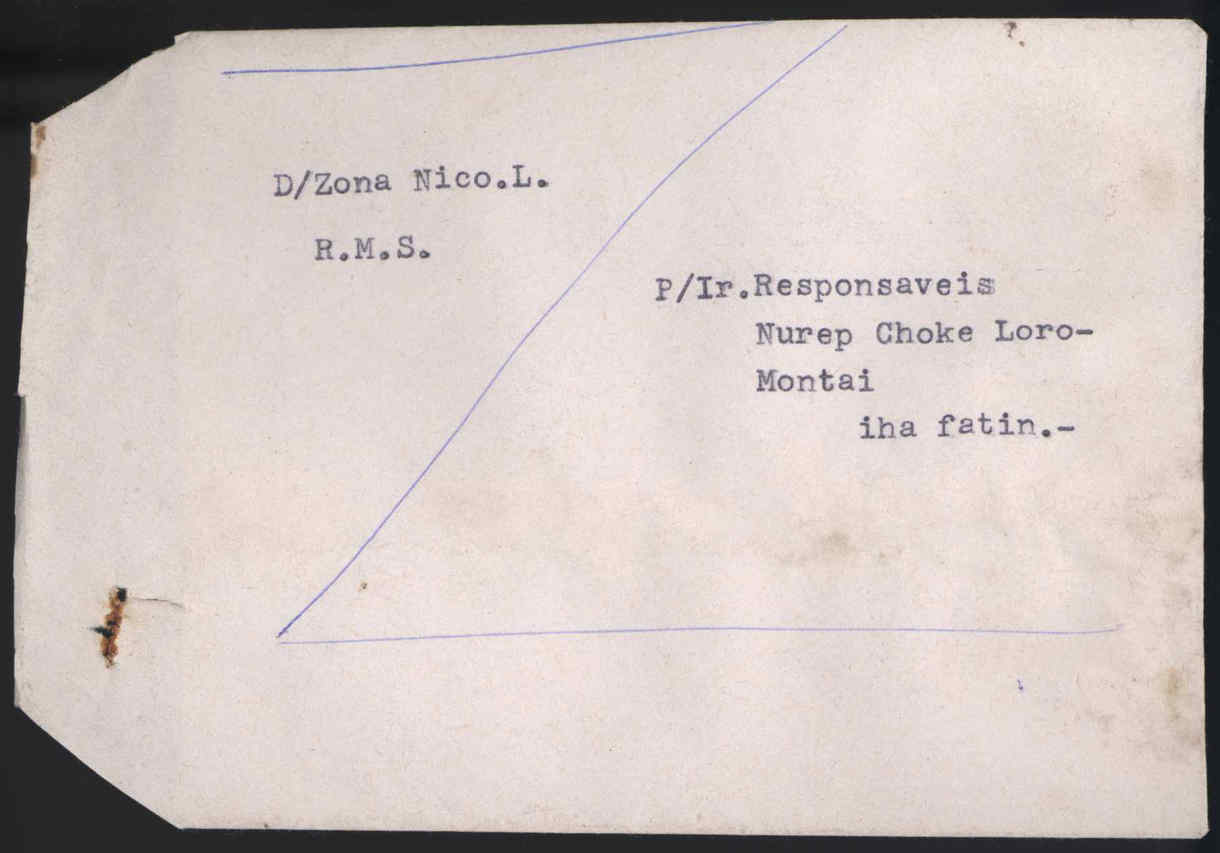 D/Zona Nico.L.
R.M.S.
P/Ir.Responsaveis
Nurep Choke Loro-
Montai
iha fatin.-